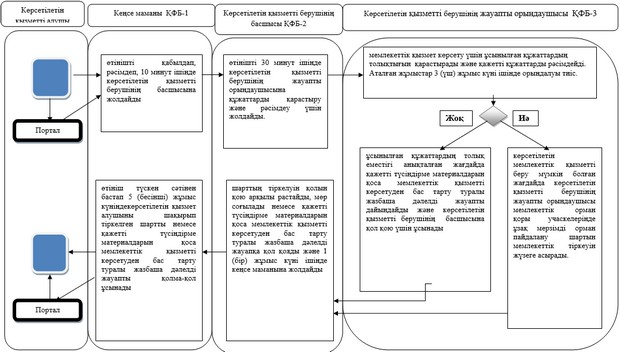 Көрсетілетін
қызметті алушы
Кеңсе маманы ҚФБ-1
Көрсетілетін қызметті берушінің
басшысы ҚФБ-2
Көрсетілетін қызметті берушінің жауапты орындаушысы ҚФБ-3
Портал
өтінішті қабылдап,
рәсімдеп, 10 минут ішінде
көрсетілетін қызметті
берушінің басшысына
жолдайды
өтінішті 30 минут ішінде
көрсетілетін қызметті
берушінің жауапты
орындаушысына
құжаттарды қарастыру
және рәсімдеу үшін
жолдайды.
мемлекеттік қызмет көрсету үшін ұсынылған құжаттардың
толықтығын қарастырады және қажетті құжаттарды рәсімдейді.
Аталған жұмыстар 3 (үш) жұмыс күні ішінде орындалуы тиіс.
Жоқ
Иә
өтініш түскен сәтінен
бастап 5 (бесінші) жұмыс
күніндекөрсетілетін қызмет
алушыны шақырып
тіркелген шартты немесе
қажетті түсіндірме
материалдарын қоса
мемлекеттік қызметті
көрсетуден бас тарту
туралы жазбаша дәлелді
жауапты қолма-қол
ұсынады
шарттың тіркелуін қолын
қою арқылы растайды, мөр
соғылады немесе қажетті
түсіндірме материалдарын
қоса мемлекеттік қызметті
көрсетуден бас тарту
туралы жазбаша дәлелді
жауапқа қол қояды және 1
(бір) жұмыс күні ішінде
кеңсе маманына жолдайды
ұсынылған құжаттардың толық
еместігі анықталған жағдайда
қажетті түсіндірме материалдарын
қоса мемлекеттік қызметті
көрсетуден бас тарту туралы
жазбаша дәлелді жауапты
дайындайды және көрсетілетін
қызметті берушінің басшысына
қол қою үшін ұсынады
көрсетілетін
мемлекеттік қызметті
беру мүмкін болған
жағдайда көрсетілетін
қызметті берушінің
жауапты орындаушысы
мемлекеттік орман
қоры учаскелерінде
ұзақ мерзімді орман
пайдалану шартын
мемлекеттік тіркеуін
жүзеге асырады.
Портал